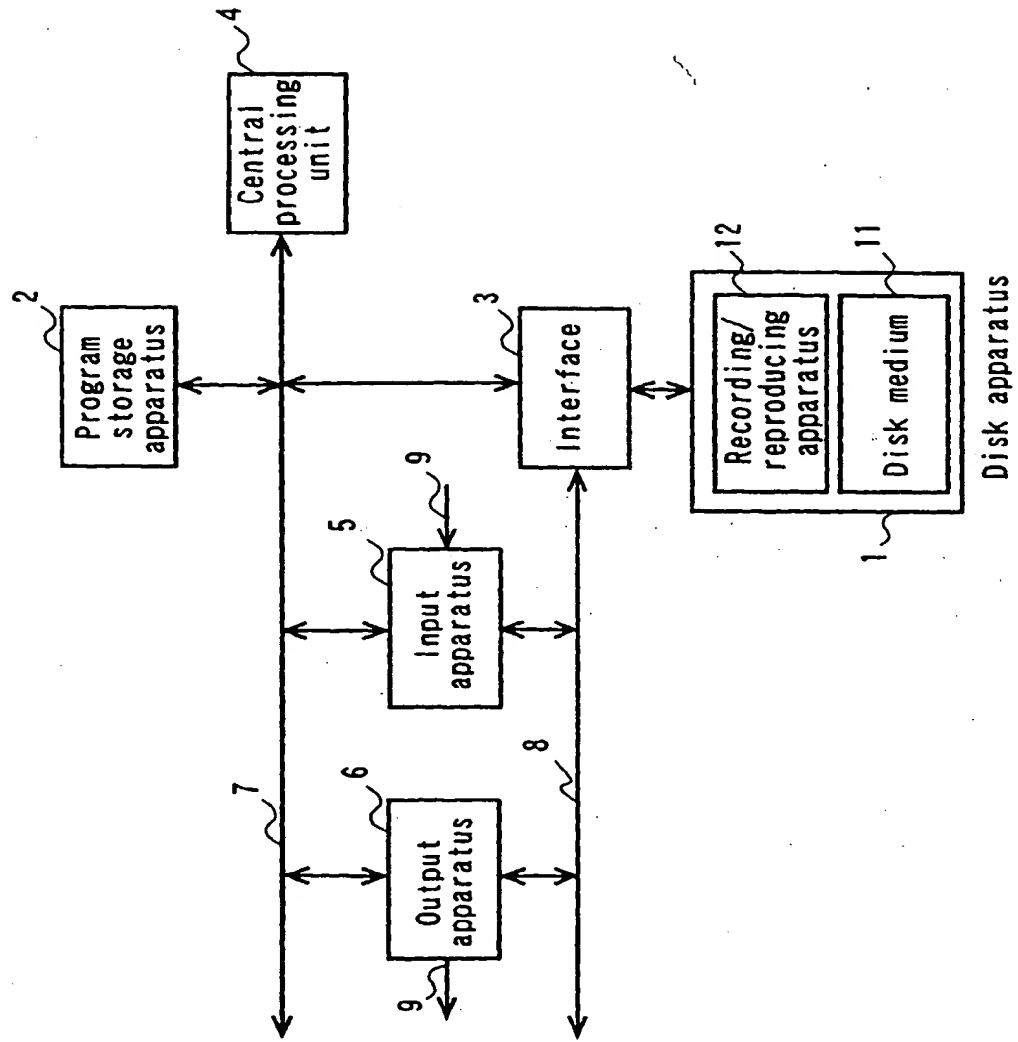 2
Program
storage
apparatus
4
Central
processing
unit
7
6
Output
apparatus
9
5
Input
apparatus
9
3
Interface
8
1
12
Recording/
reproducing
apparatus
11
Disk medium
Disk apparatus